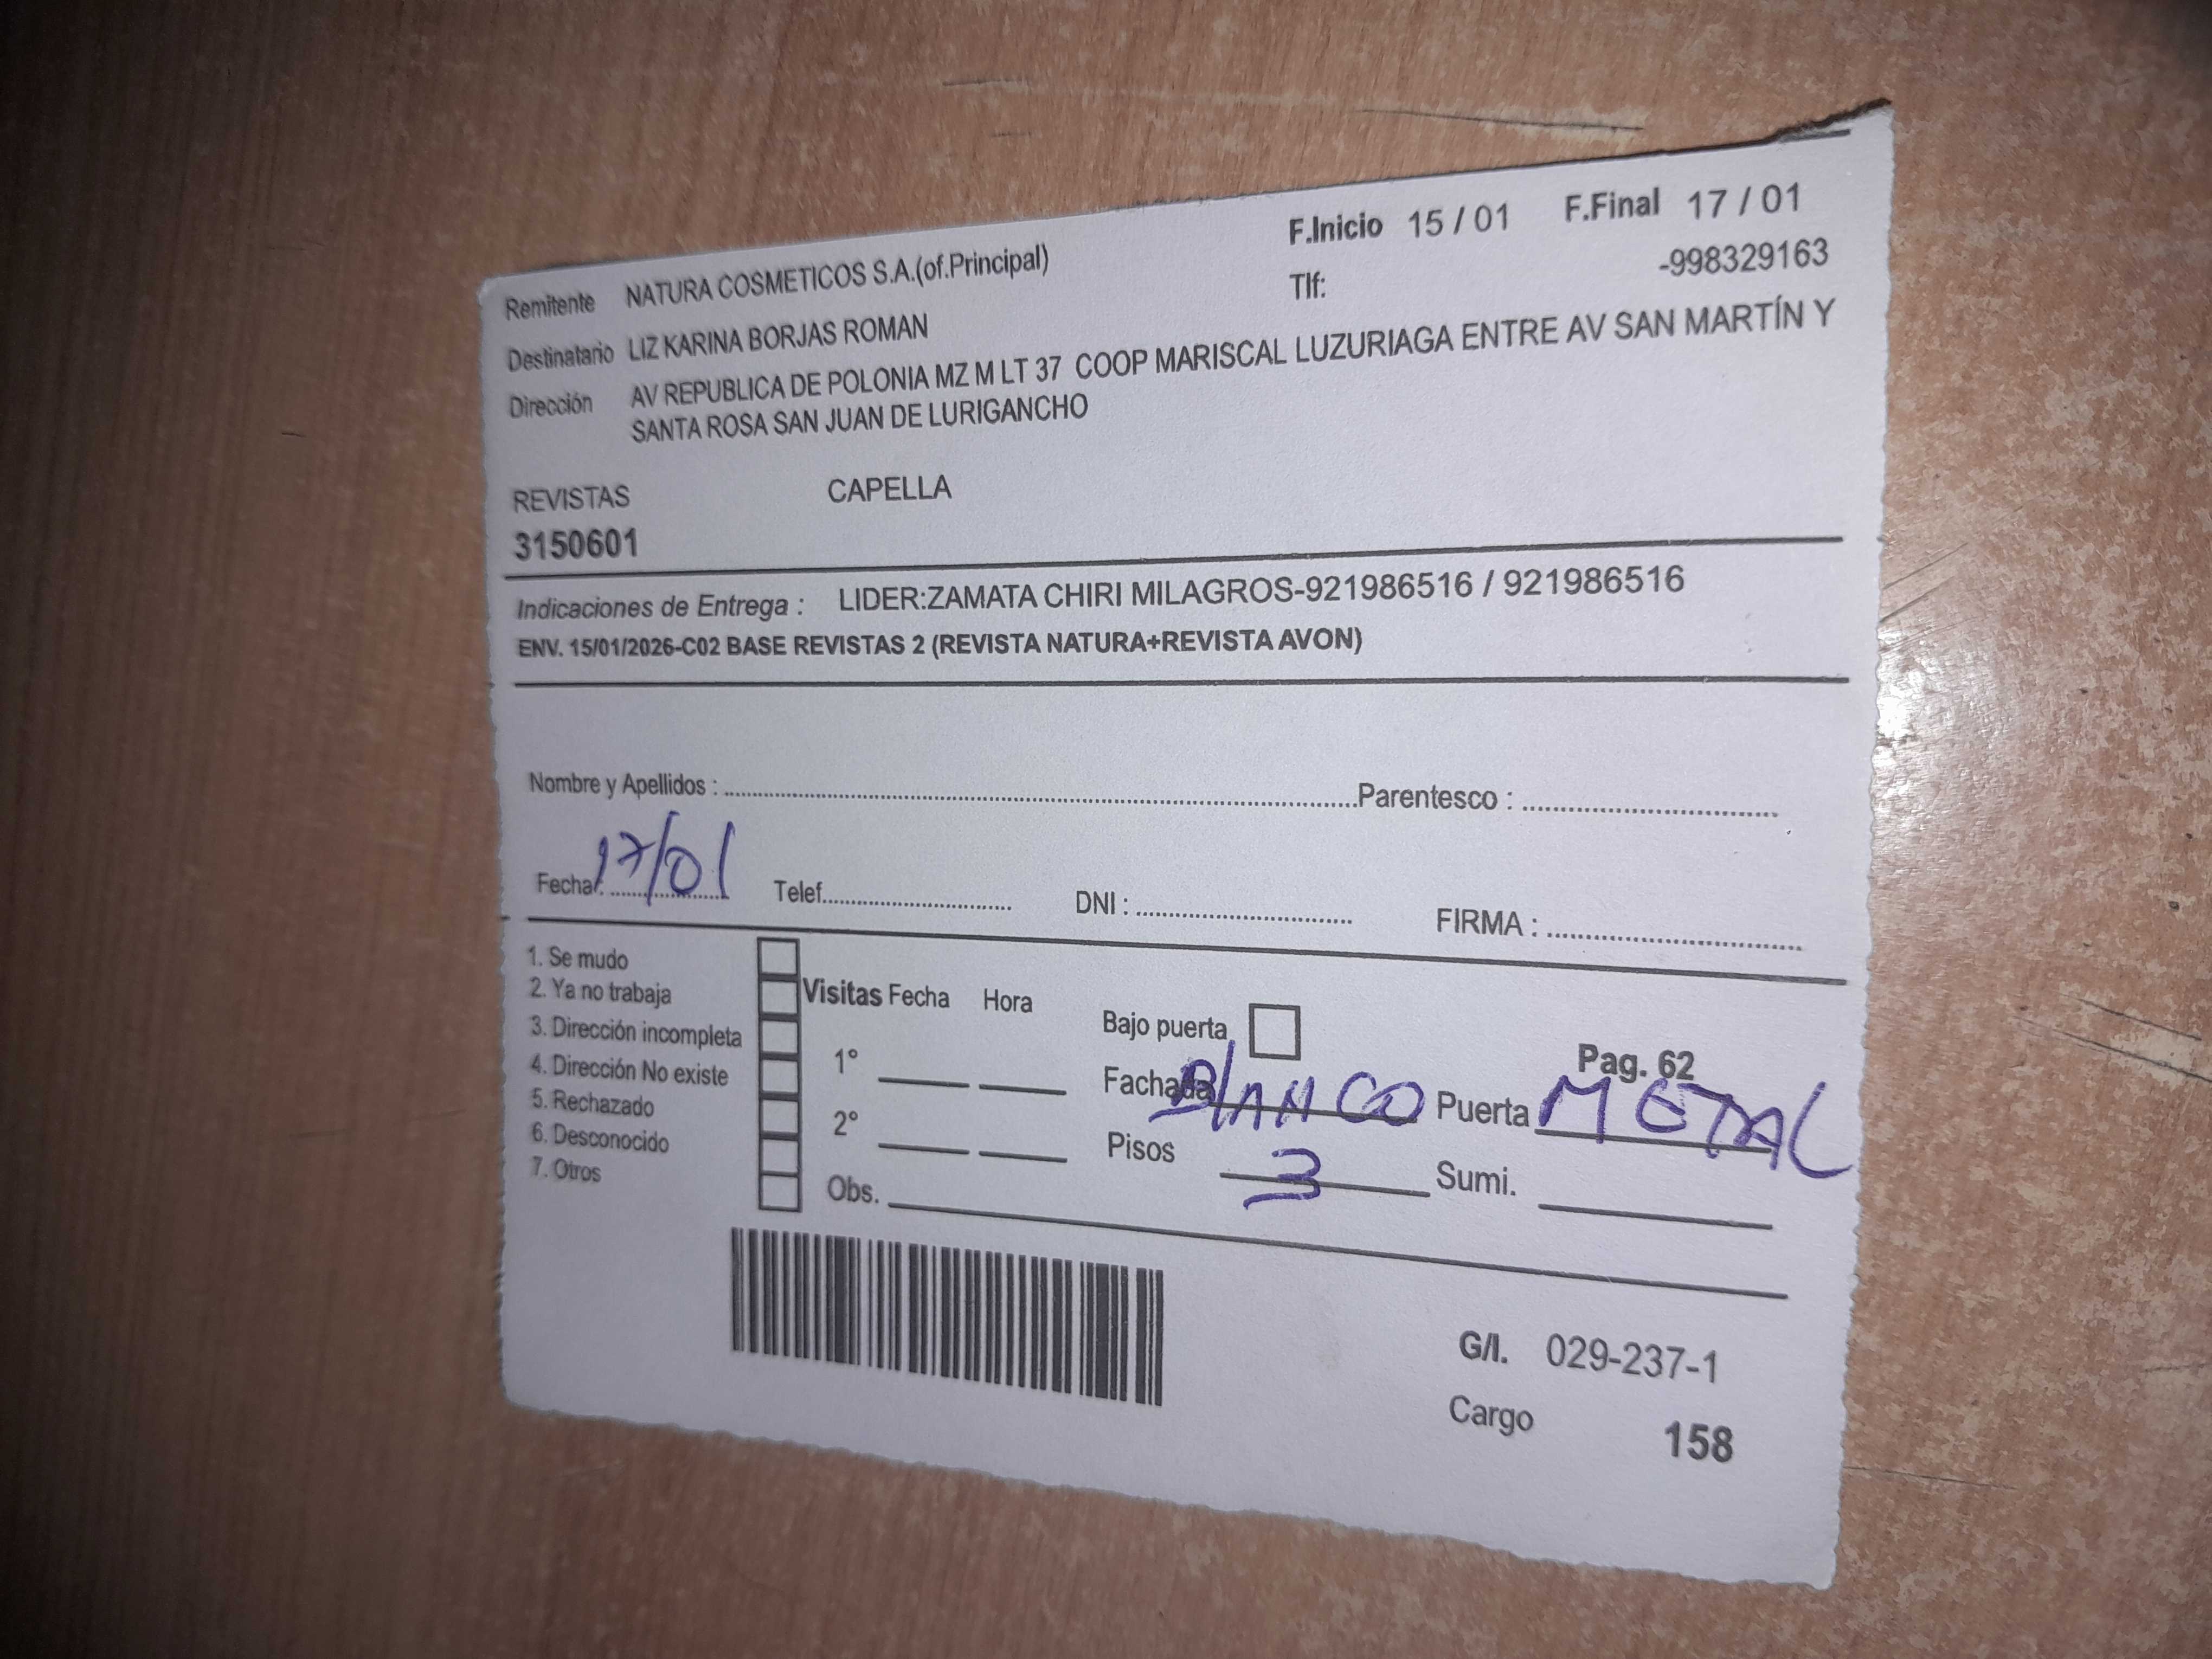 F.Inicio 15 / 01 F.Final 17 / 01
Remitente NATURA COSMETICOS S.A.(of.Principal) Tlf: -998329163
Destinatario LIZ KARINA BORJAS ROMAN
Dirección AV REPUBLICA DE POLONIA MZ M LT 37 COOP MARISCAL LUZURIAGA ENTRE AV SAN MARTÍN Y
SANTA ROSA SAN JUAN DE LURIGANCHO
REVISTAS CAPELLA
3150601
Indicaciones de Entrega : LIDER:ZAMATA CHIRI MILAGROS-921986516 / 921986516
ENV. 15/01/2026-C02 BASE REVISTAS 2 (REVISTA NATURA+REVISTA AVON)
Nombre y Apellidos : Parentesco :
Fecha: 17/01 Telef. DNI : FIRMA :
1. Se mudo
2. Ya no trabaja
3. Dirección incompleta
4. Dirección No existe
5. Rechazado
6. Desconocido
7. Otros
Visitas Fecha Hora
1°
2°
Obs.
Bajo puerta
Pag. 62
Fachada BlANCO Puerta METAL
Pisos 3 Sumi.
G/I. 029-237-1
Cargo 158